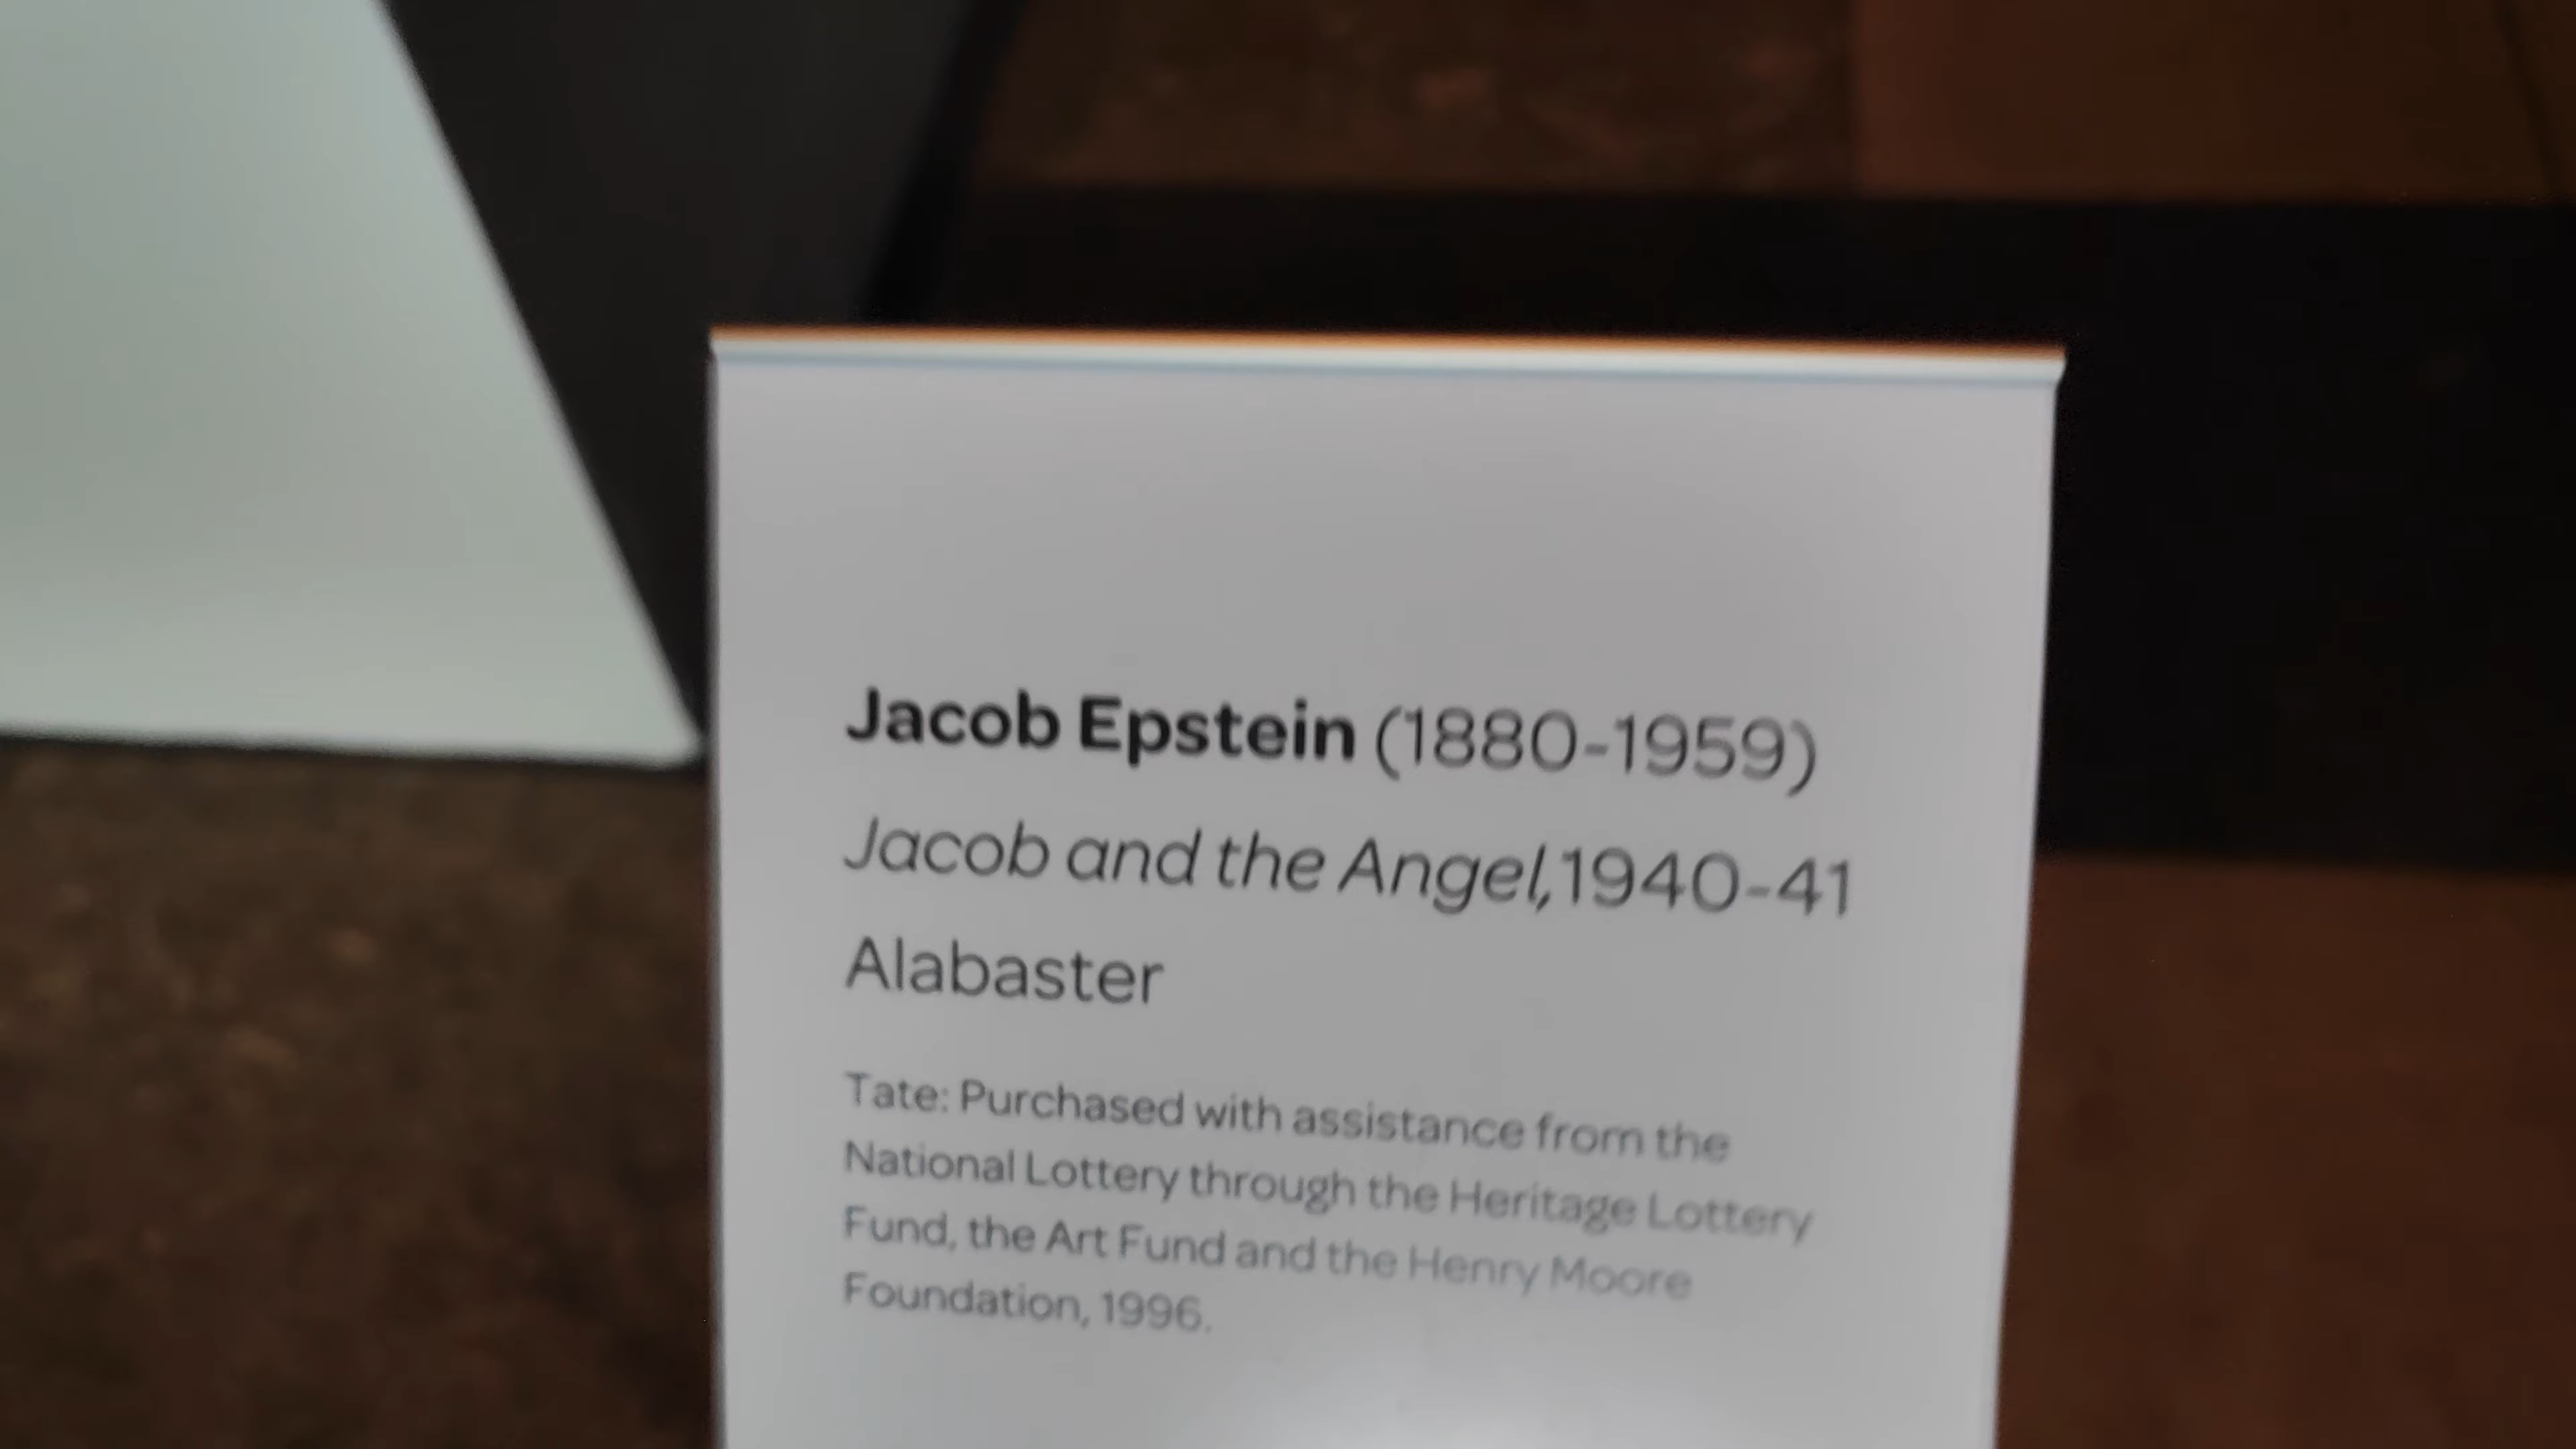 Jacob Epstein (1880-1959)
Jacob and the Angel,1940-41
Alabaster
Tate: Purchased with assistance from the
National Lottery through the Heritage Lottery
Fund, the Art Fund and the Henry Moore
Foundation, 1996.